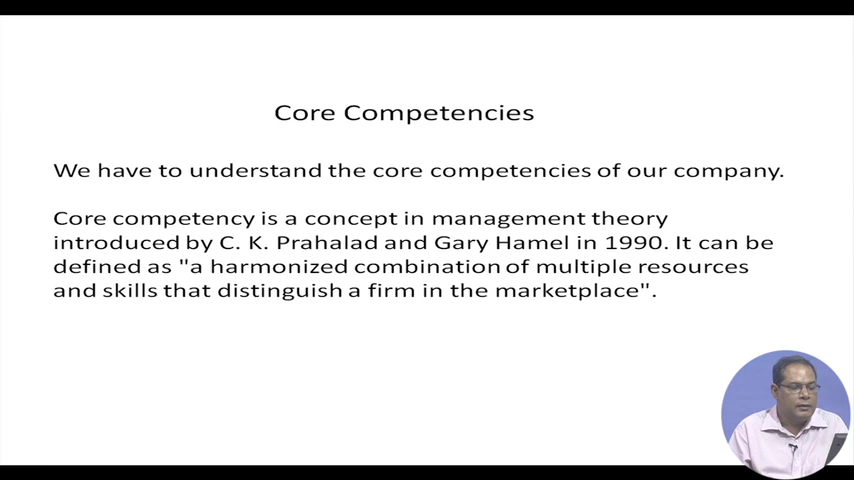 Core Competencies
We have to understand the core competencies of our company.
Core competency is a concept in management theory
introduced by C. K. Prahalad and Gary Hamel in 1990. It can be
defined as "a harmonized combination of multiple resources
and skills that distinguish a firm in the marketplace".